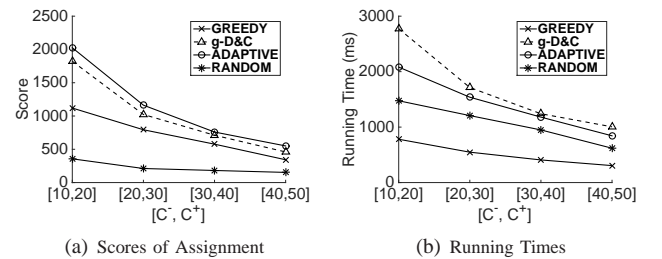 2500
2000
1500
1000
500
0
Score
GREEDY
g-D&C
ADAPTIVE
RANDOM
[10,20] [20,30] [30,40] [40,50]
[C⁻, C⁺]
(a) Scores of Assignment
3000
2000
1000
0
Running Time (ms)
GREEDY
g-D&C
ADAPTIVE
RANDOM
[10,20] [20,30] [30,40] [40,50]
[C⁻, C⁺]
(b) Running Times